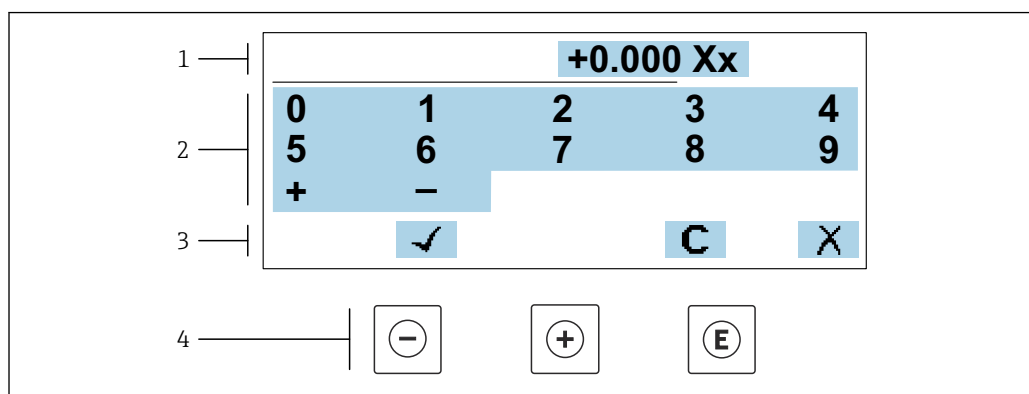 1 +0.000 Xx
0 1 2 3 4
2 5 6 7 8 9
+ −
3 ✓ C X
4 − + E